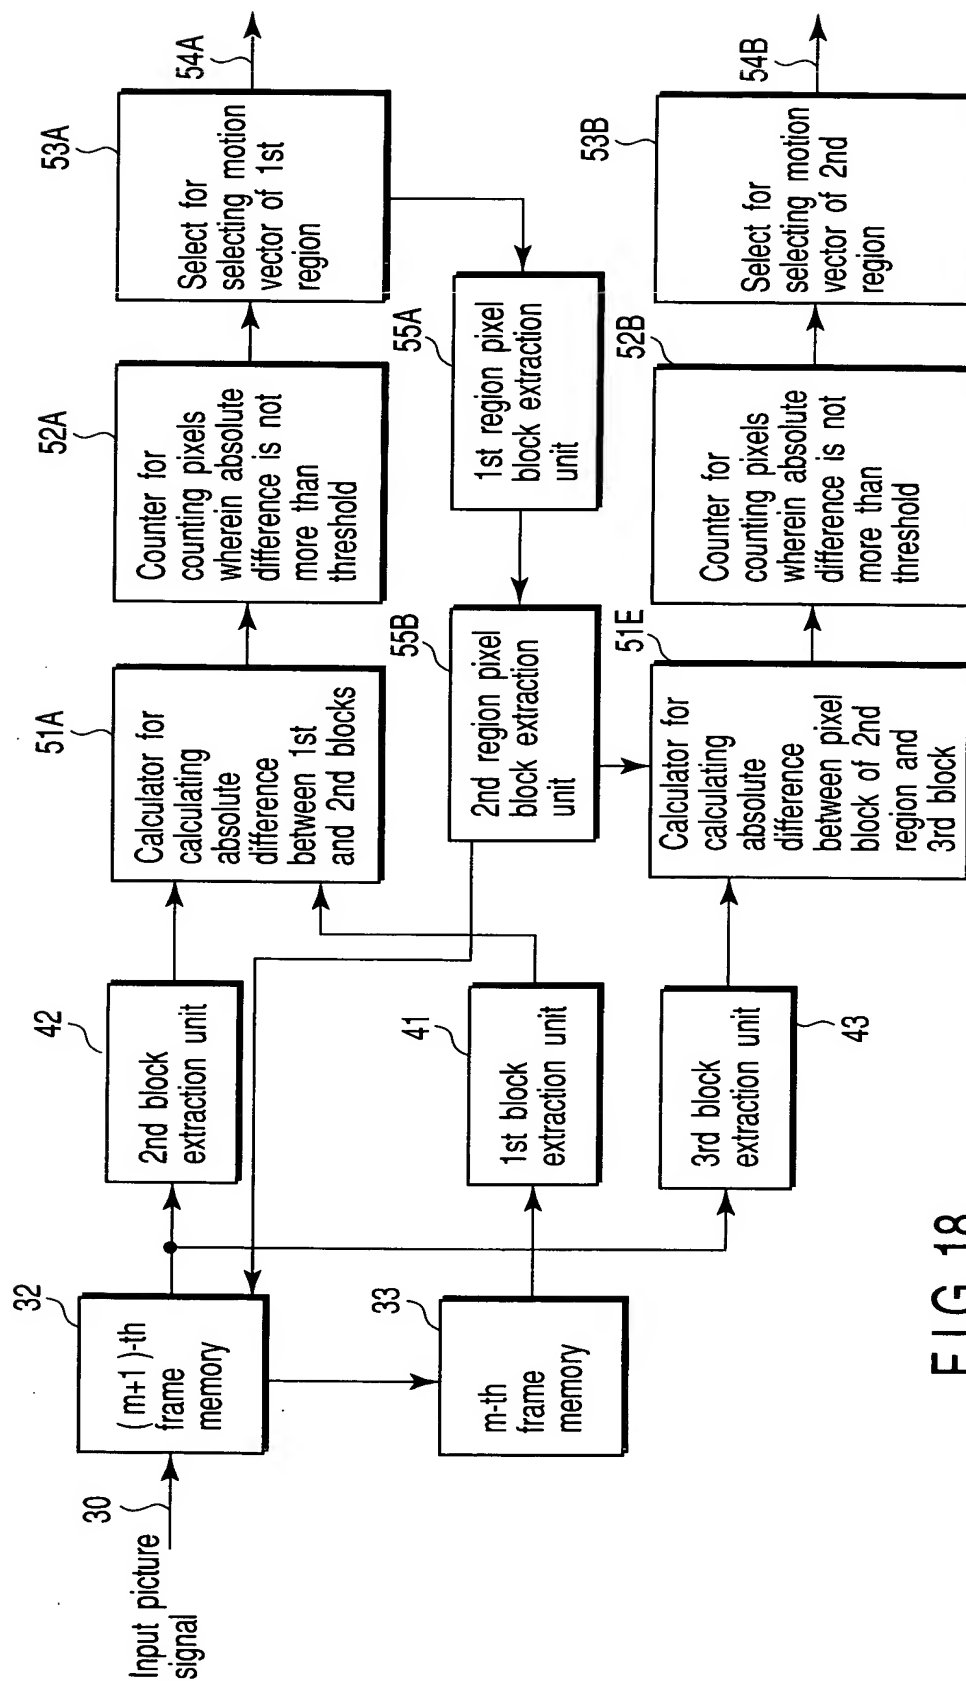 Input picture
signal
30
32
(m+1)-th
frame
memory
33
m-th
frame
memory
42
2nd block
extraction unit
41
1st block
extraction unit
43
3rd block
extraction unit
51A
Calculator for
calculating
absolute
difference
between 1st
and 2nd blocks
52A
Counter for
counting pixels
wherein absolute
difference is not
more than
threshold
53A
Select for
selecting motion
vector of 1st
region
54A
55A
1st region pixel
block extraction
unit
55B
2nd region pixel
block extraction
unit
51E
Calculator for
calculating
absolute
difference
between pixel
block of 2nd
region and
3rd block
52B
Counter for
counting pixels
wherein absolute
difference is not
more than
threshold
53B
Select for
selecting motion
vector of 2nd
region
54B
FIG. 18